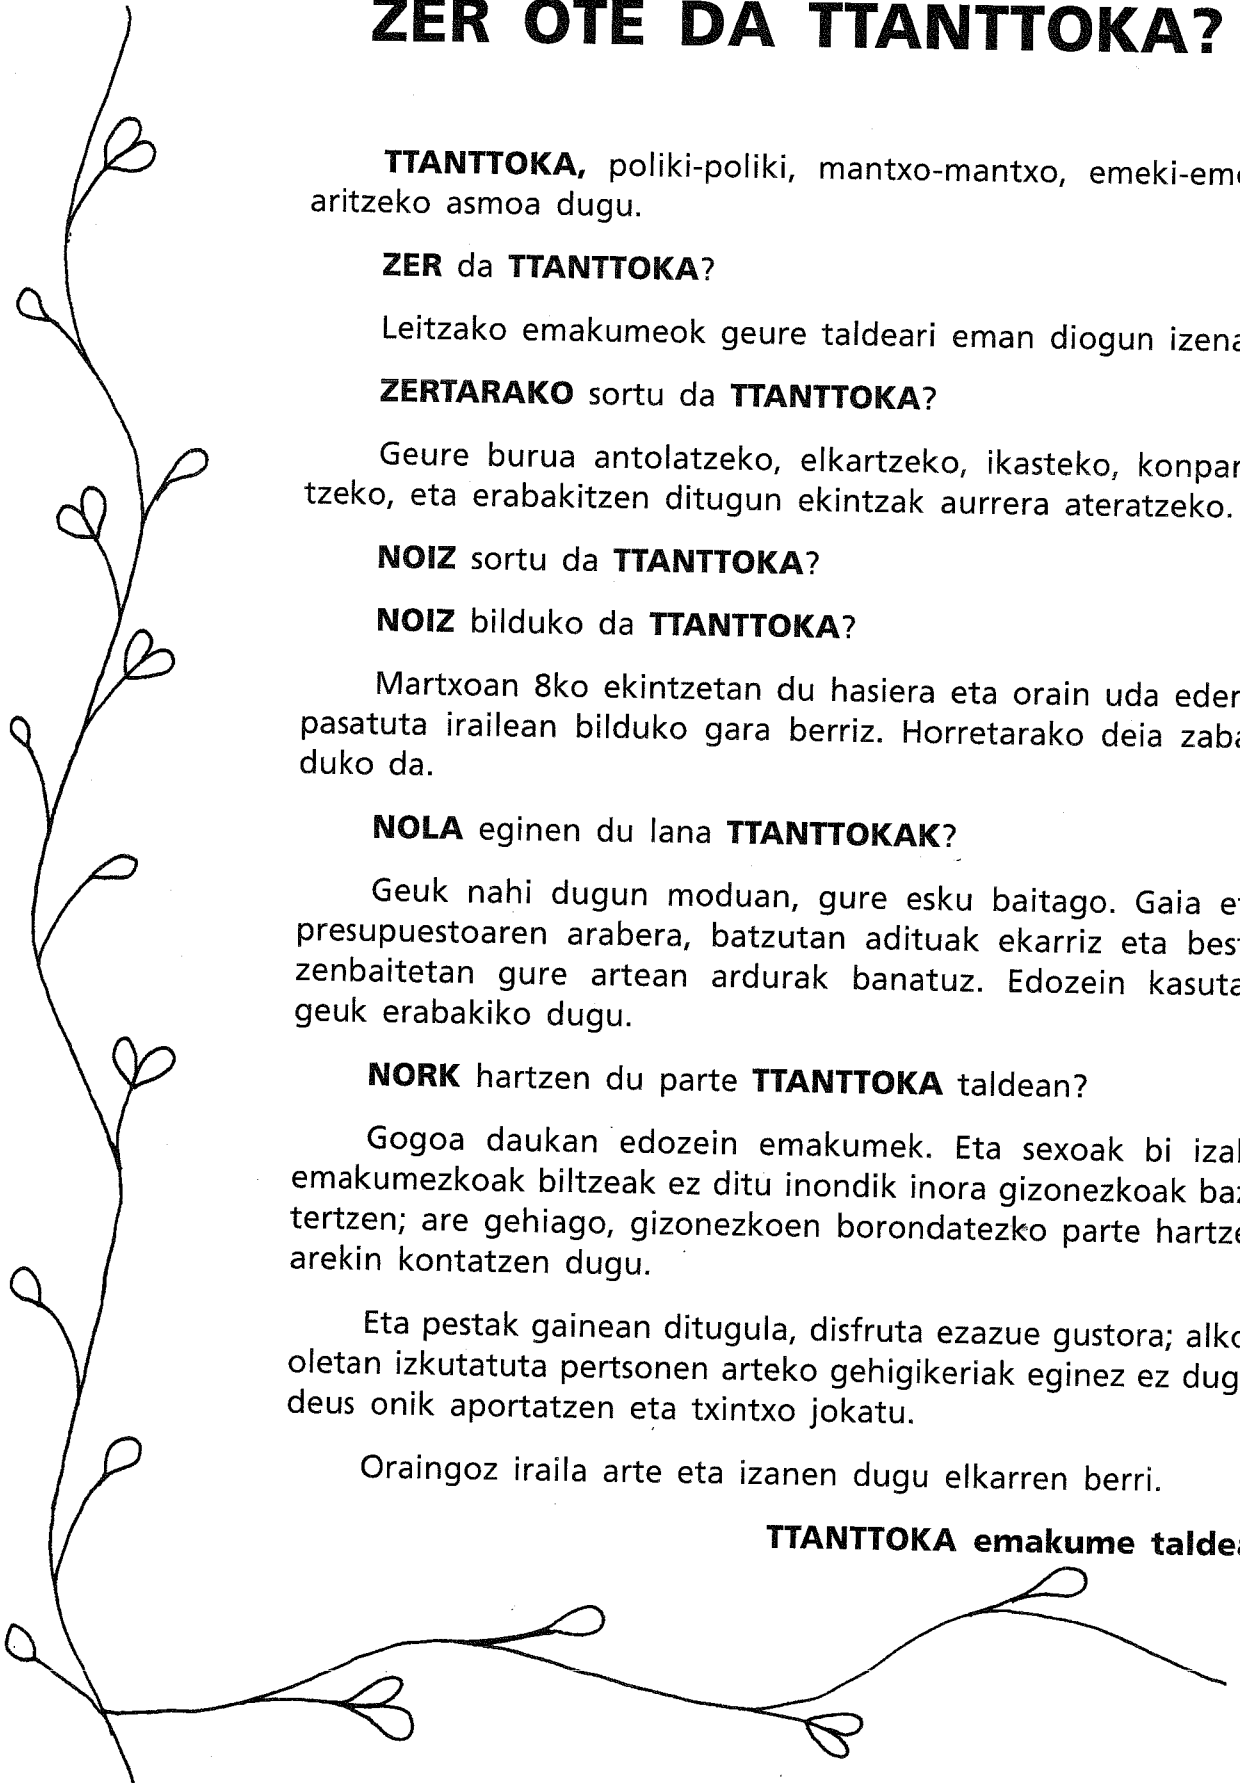 ZER OTE DA TTANTTOKA?
TTANTTOKA, poliki-poliki, mantxo-mantxo, emeki-eme
aritzeko asmoa dugu.
ZER da TTANTTOKA?
Leitzako emakumeok geure taldeari eman diogun izena
ZERTARAKO sortu da TTANTTOKA?
Geure burua antolatzeko, elkartzeko, ikasteko, konpar
tzeko, eta erabakitzen ditugun ekintzak aurrera ateratzeko.
NOIZ sortu da TTANTTOKA?
NOIZ bilduko da TTANTTOKA?
Martxoan 8ko ekintzetan du hasiera eta orain uda eder
pasatuta irailean bilduko gara berriz. Horretarako deia zaba
duko da.
NOLA eginen du lana TTANTTOKAK?
Geuk nahi dugun moduan, gure esku baitago. Gaia et
presupuestoaren arabera, batzutan adituak ekarriz eta best
zenbaitetan gure artean ardurak banatuz. Edozein kasuta
geuk erabakiko dugu.
NORK hartzen du parte TTANTTOKA taldean?
Gogoa daukan edozein emakumek. Eta sexoak bi izak
emakumezkoak biltzeak ez ditu inondik inora gizonezkoak baz
tertzen; are gehiago, gizonezkoen borondatezko parte hartze
arekin kontatzen dugu.
Eta pestak gainean ditugula, disfruta ezazue gustora; alko
oletan izkutatuta pertsonen arteko gehigikeriak eginez ez dug
deus onik aportatzen eta txintxo jokatu.
Oraingoz iraila arte eta izanen dugu elkarren berri.
TTANTTOKA emakume taldea